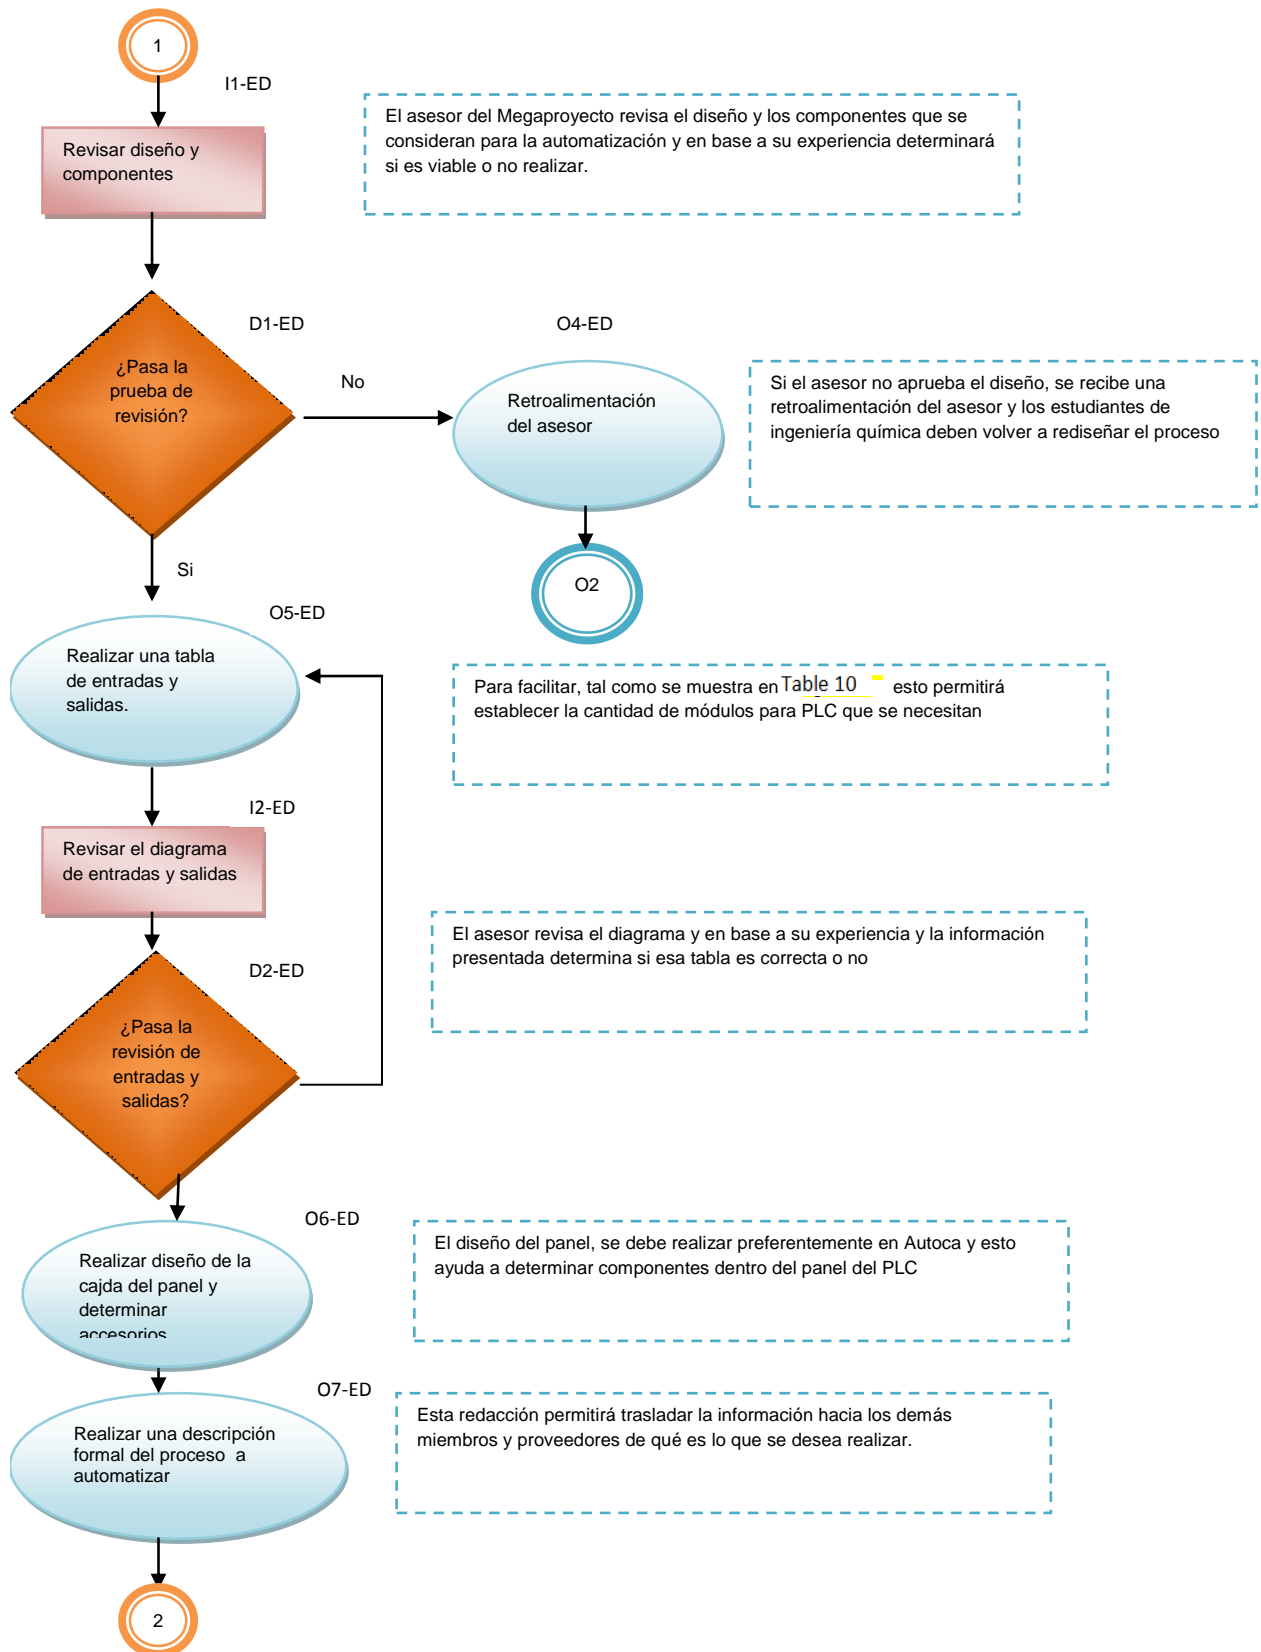 1
I1-ED
El asesor del Megaproyecto revisa el diseño y los componentes que se
consideran para la automatización y en base a su experiencia determinará
si es viable o no realizar.
Revisar diseño y
componentes
D1-ED
O4-ED
¿Pasa la
prueba de
revisión?
No
Retroalimentación
del asesor
Si el asesor no aprueba el diseño, se recibe una
retroalimentación del asesor y los estudiantes de
ingeniería química deben volver a rediseñar el proceso
Si
O2
O5-ED
Realizar una tabla
de entradas y
salidas.
Para facilitar, tal como se muestra en Table 10 esto permitirá
establecer la cantidad de módulos para PLC que se necesitan
I2-ED
Revisar el diagrama
de entradas y salidas
El asesor revisa el diagrama y en base a su experiencia y la información
presentada determina si esa tabla es correcta o no
D2-ED
¿Pasa la
revisión de
entradas y
salidas?
O6-ED
Realizar diseño de la
cajda del panel y
determinar
accesorios
El diseño del panel, se debe realizar preferentemente en Autoca y esto
ayuda a determinar componentes dentro del panel del PLC
O7-ED
Realizar una descripción
formal del proceso a
automatizar
Esta redacción permitirá trasladar la información hacia los demás
miembros y proveedores de qué es lo que se desea realizar.
2